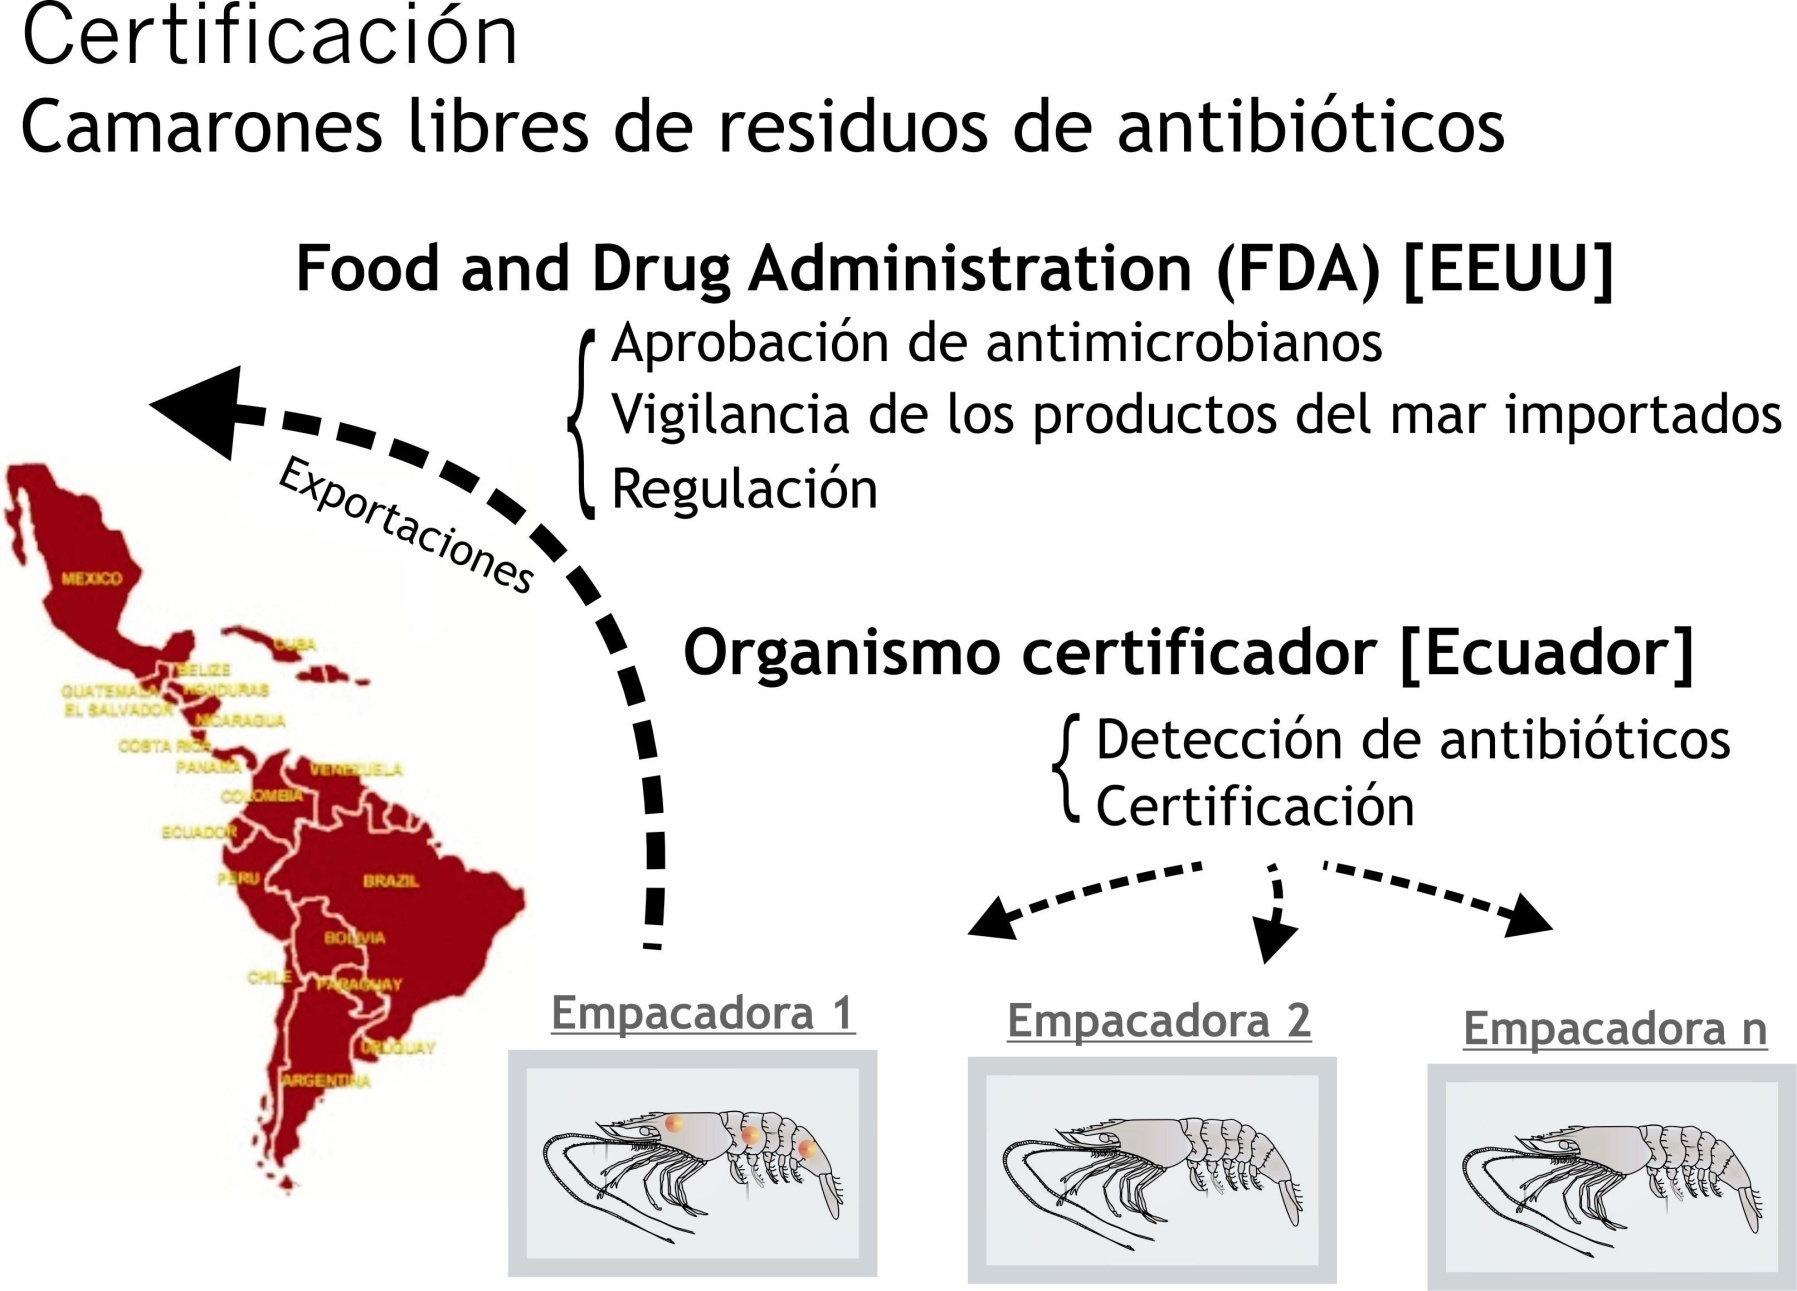 Certificación
Camarones libres de residuos de antibióticos
Food and Drug Administration (FDA) [EEUU]
Aprobación de antimicrobianos
Vigilancia de los productos del mar importados
Regulación
Exportaciones
MEXICO
CUBA
BELIZE
GUATEMALA HONDURAS
EL SALVADOR
NICARAGUA
COSTA RICA
PANAMA
VENEZUELA
COLOMBIA
ECUADOR
PERU
BRAZIL
BOLIVIA
CHILE
PARAGUAY
URUGUAY
ARGENTINA
Organismo certificador [Ecuador]
Detección de antibióticos
Certificación
Empacadora 1
Empacadora 2
Empacadora n